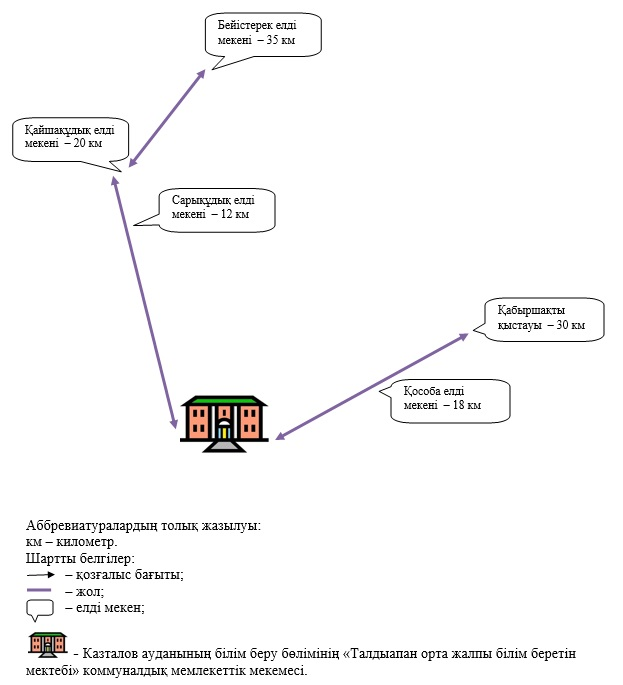 Бейістерек елді
мекені – 35 км
Қайшақұдық елді
мекені – 20 км
Сарықұдық елді
мекені – 12 км
Қабыршақты
қыстауы – 30 км
Қособа елді
мекені – 18 км
Аббревиатуралардың толық жазылуы:
км – километр.
Шартты белгілер:
– қозғалыс бағыты;
– жол;
– елді мекен;
- Казталов ауданының білім беру бөлімінің «Талдыапан орта жалпы білім беретін
мектебі» коммуналдық мемлекеттік мекемесі.